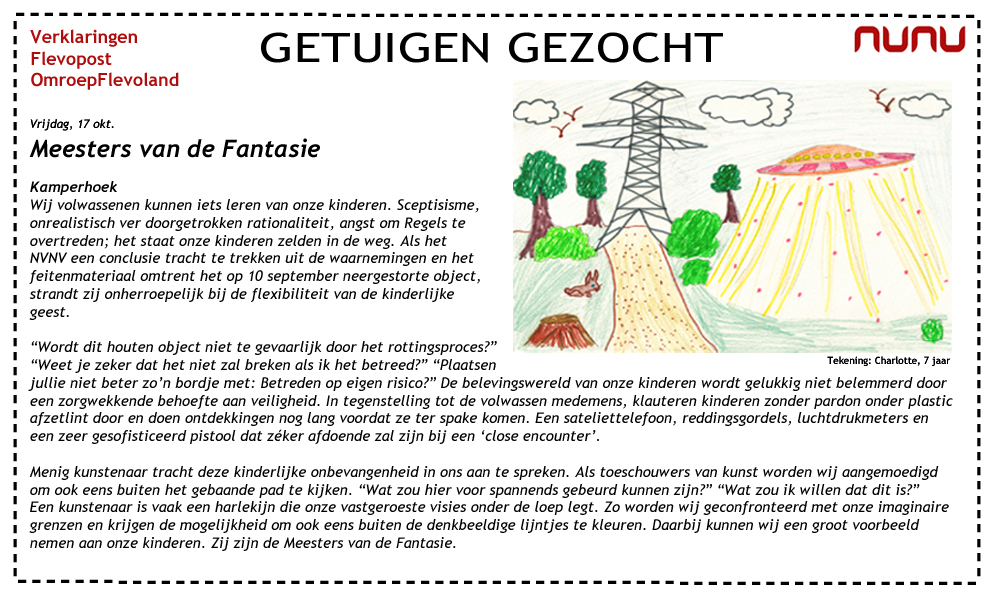 Verklaringen
Flevopost
OmroepFlevoland
GETUIGEN GEZOCHT
nunu
Vrijdag, 17 okt.
Meesters van de Fantasie
Kamperhoek
Wij volwassenen kunnen iets leren van onze kinderen. Sceptisisme,
onrealistisch ver doorgetrokken rationaliteit, angst om Regels te
overtreden; het staat onze kinderen zelden in de weg. Als het
NVNV een conclusie tracht te trekken uit de waarnemingen en het
feitenmateriaal omtrent het op 10 september neergestorte object,
strandt zij onherroepelijk bij de flexibiliteit van de kinderlijke
geest.
Tekening: Charlotte, 7 jaar
“Wordt dit houten object niet te gevaarlijk door het rottingsproces?”
“Weet je zeker dat het niet zal breken als ik het betreed?” “Plaatsen
jullie niet beter zo’n bordje met: Betreden op eigen risico?” De belevingswereld van onze kinderen wordt gelukkig niet belemmerd door
een zorgwekkende behoefte aan veiligheid. In tegenstelling tot de volwassen medemens, klauteren kinderen zonder pardon onder plastic
afzetlint door en doen ontdekkingen nog lang voordat ze ter spake komen. Een sateliettelefoon, reddingsgordels, luchtdrukmeters en
een zeer gesofisticeerd pistool dat zéker afdoende zal zijn bij een ‘close encounter’.
Menig kunstenaar tracht deze kinderlijke onbevangenheid in ons aan te spreken. Als toeschouwers van kunst worden wij aangemoedigd
om ook eens buiten het gebaande pad te kijken. “Wat zou hier voor spannends gebeurd kunnen zijn?” “Wat zou ik willen dat dit is?”
Een kunstenaar is vaak een harlekijn die onze vastgeroeste visies onder de loep legt. Zo worden wij geconfronteerd met onze imaginaire
grenzen en krijgen de mogelijkheid om ook eens buiten de denkbeeldige lijntjes te kleuren. Daarbij kunnen wij een groot voorbeeld
nemen aan onze kinderen. Zij zijn de Meesters van de Fantasie.